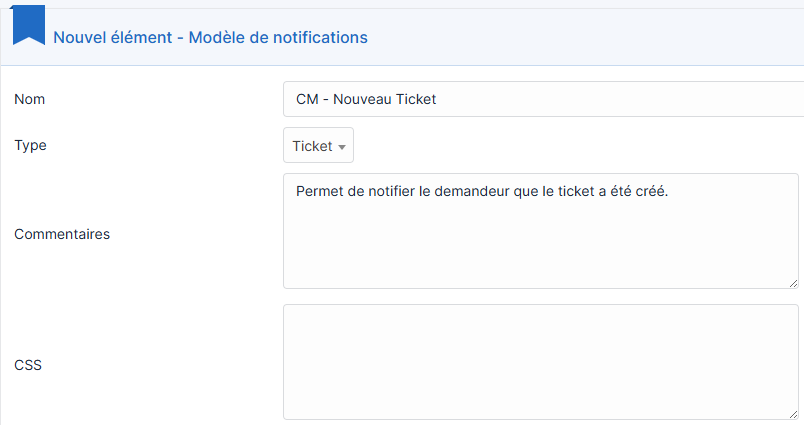 Nouvel élément - Modèle de notifications
Nom
CM - Nouveau Ticket
Type
Ticket
Commentaires
Permet de notifier le demandeur que le ticket a été créé.
CSS